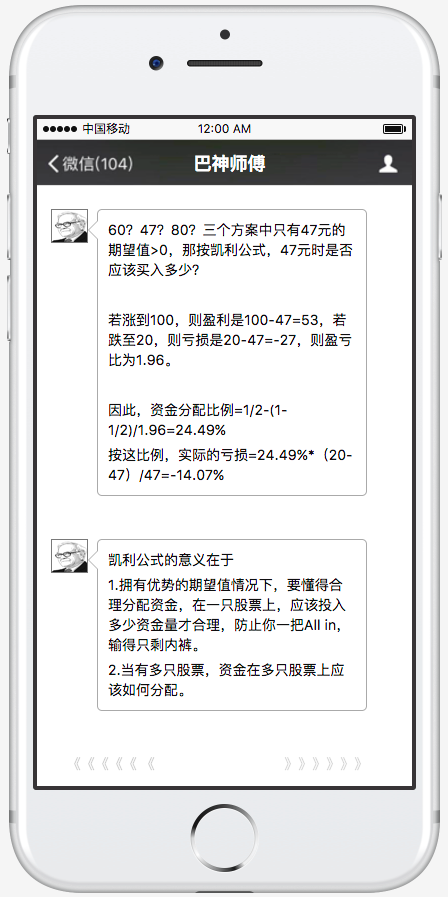 中国移动 12:00 AM
微信(104) 巴神师傅
60？47？80？三个方案中只有47元的
期望值>0，那按凯利公式，47元时是否
应该买入多少？
若涨到100，则盈利是100-47=53，若
跌至20，则亏损是20-47=-27，则盈亏
比为1.96。
因此，资金分配比例=1/2-(1-
1/2)/1.96=24.49%
按这比例，实际的亏损=24.49%*（20-
47）/47=-14.07%
凯利公式的意义在于
1.拥有优势的期望值情况下，要懂得合
理分配资金，在一只股票上，应该投入
多少资金量才合理，防止你一把All in，
输得只剩内裤。
2.当有多只股票，资金在多只股票上应
该如何分配。
《《《《《《 》》》》》》